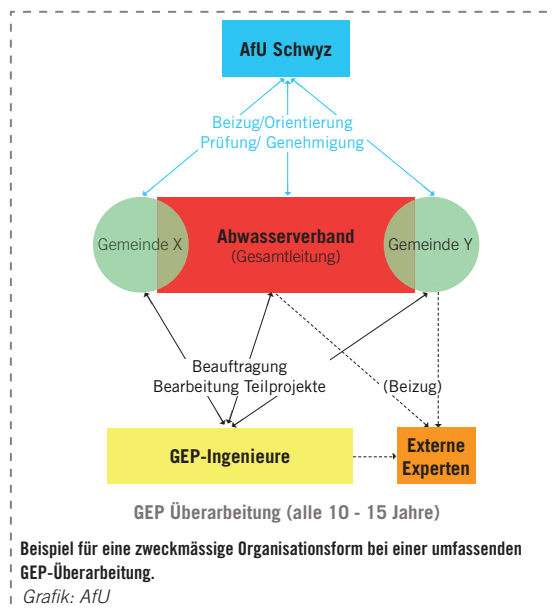 AfU Schwyz
Beizug/Orientierung
Prüfung/ Genehmigung
Gemeinde X
Abwasserverband
(Gesamtleitung)
Gemeinde Y
Beauftragung
Bearbeitung Teilprojekte
(Beizug)
GEP-Ingenieure
Externe
Experten
GEP Überarbeitung (alle 10 - 15 Jahre)
Beispiel für eine zweckmässige Organisationsform bei einer umfassenden
GEP-Überarbeitung.
Grafik: AfU